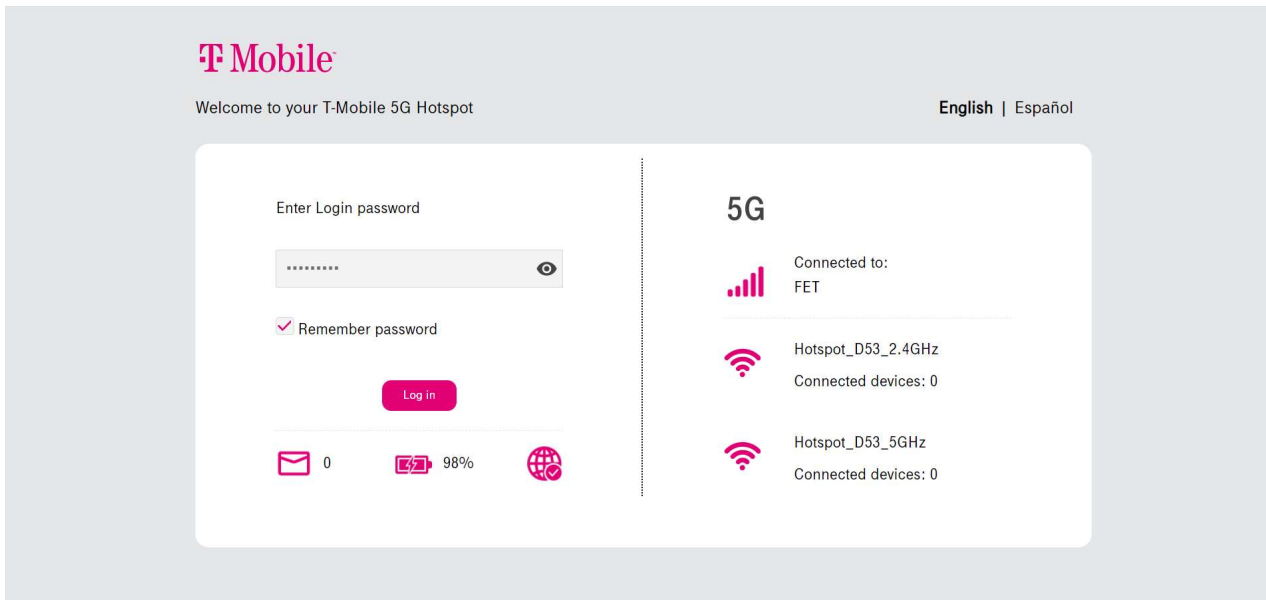 T Mobile
Welcome to your T-Mobile 5G Hotspot
English | Español
Enter Login password
•••••••••
Remember password
Log in
0
98%
5G
Connected to:
FET
Hotspot_D53_2.4GHz
Connected devices: 0
Hotspot_D53_5GHz
Connected devices: 0